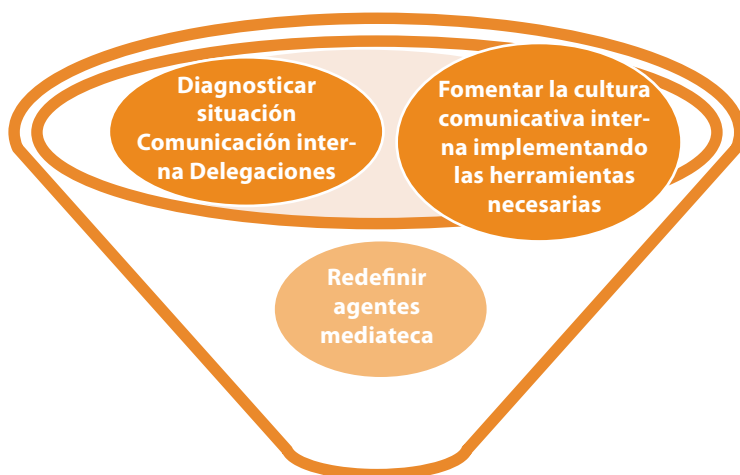 Diagnosticar
situación
Comunicación inter-
na Delegaciones
Fomentar la cultura
comunicativa inter-
na implementando
las herramientas
necesarias
Redefinir
agentes
mediateca